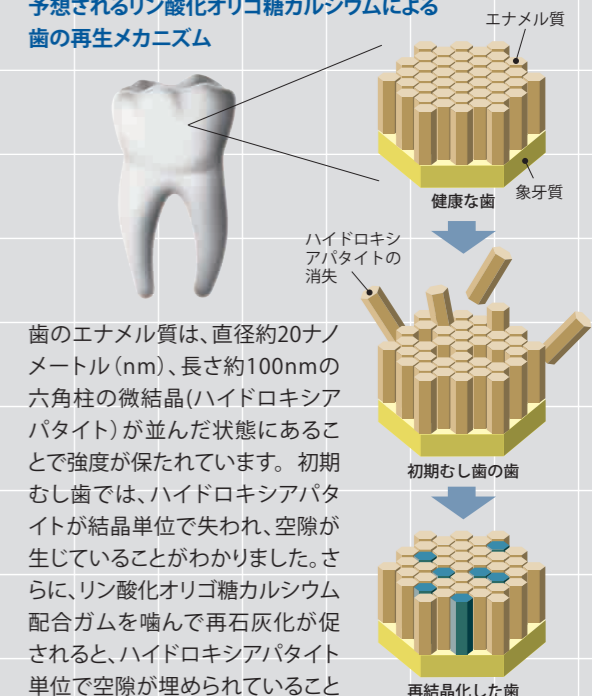 予想されるリン酸化オリゴ糖カルシウムによる
歯の再生メカニズム
エナメル質
象牙質
健康な歯
ハイドロキシ
アパタイトの
消失
初期むし歯の歯
再結晶化した歯
歯のエナメル質は、直径約20ナノ
メートル(nm)、長さ約100nmの
六角柱の微結晶(ハイドロキシア
パタイト)が並んだ状態にあるこ
とで強度が保たれています。 初期
むし歯では、ハイドロキシアパタ
イトが結晶単位で失われ、空隙が
生じていることがわかりました。さ
らに、リン酸化オリゴ糖カルシウム
配合ガムを噛んで再石灰化が促
されると、ハイドロキシアパタイト
単位で空隙が埋められていること